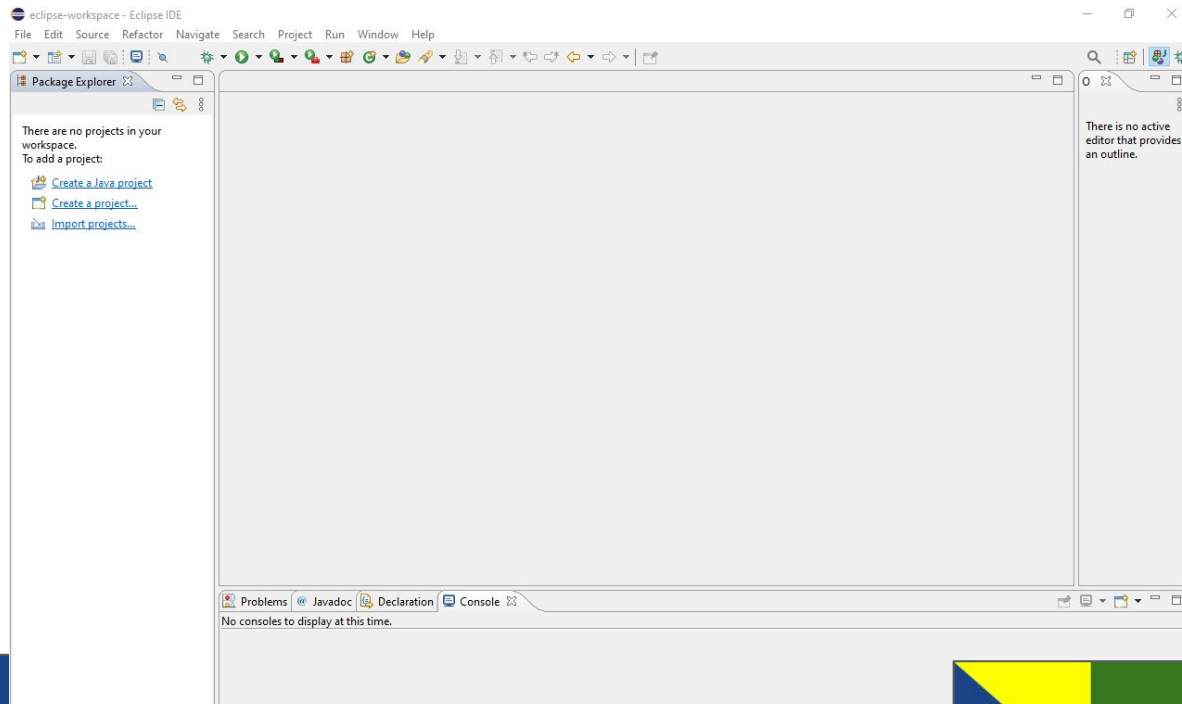 eclipse-workspace - Eclipse IDE
File Edit Source Refactor Navigate Search Project Run Window Help
Package Explorer
There are no projects in your
workspace.
To add a project:
Create a Java project
Create a project...
Import projects...
O
There is no active
editor that provides
an outline.
Problems @ Javadoc Declaration Console
No consoles to display at this time.